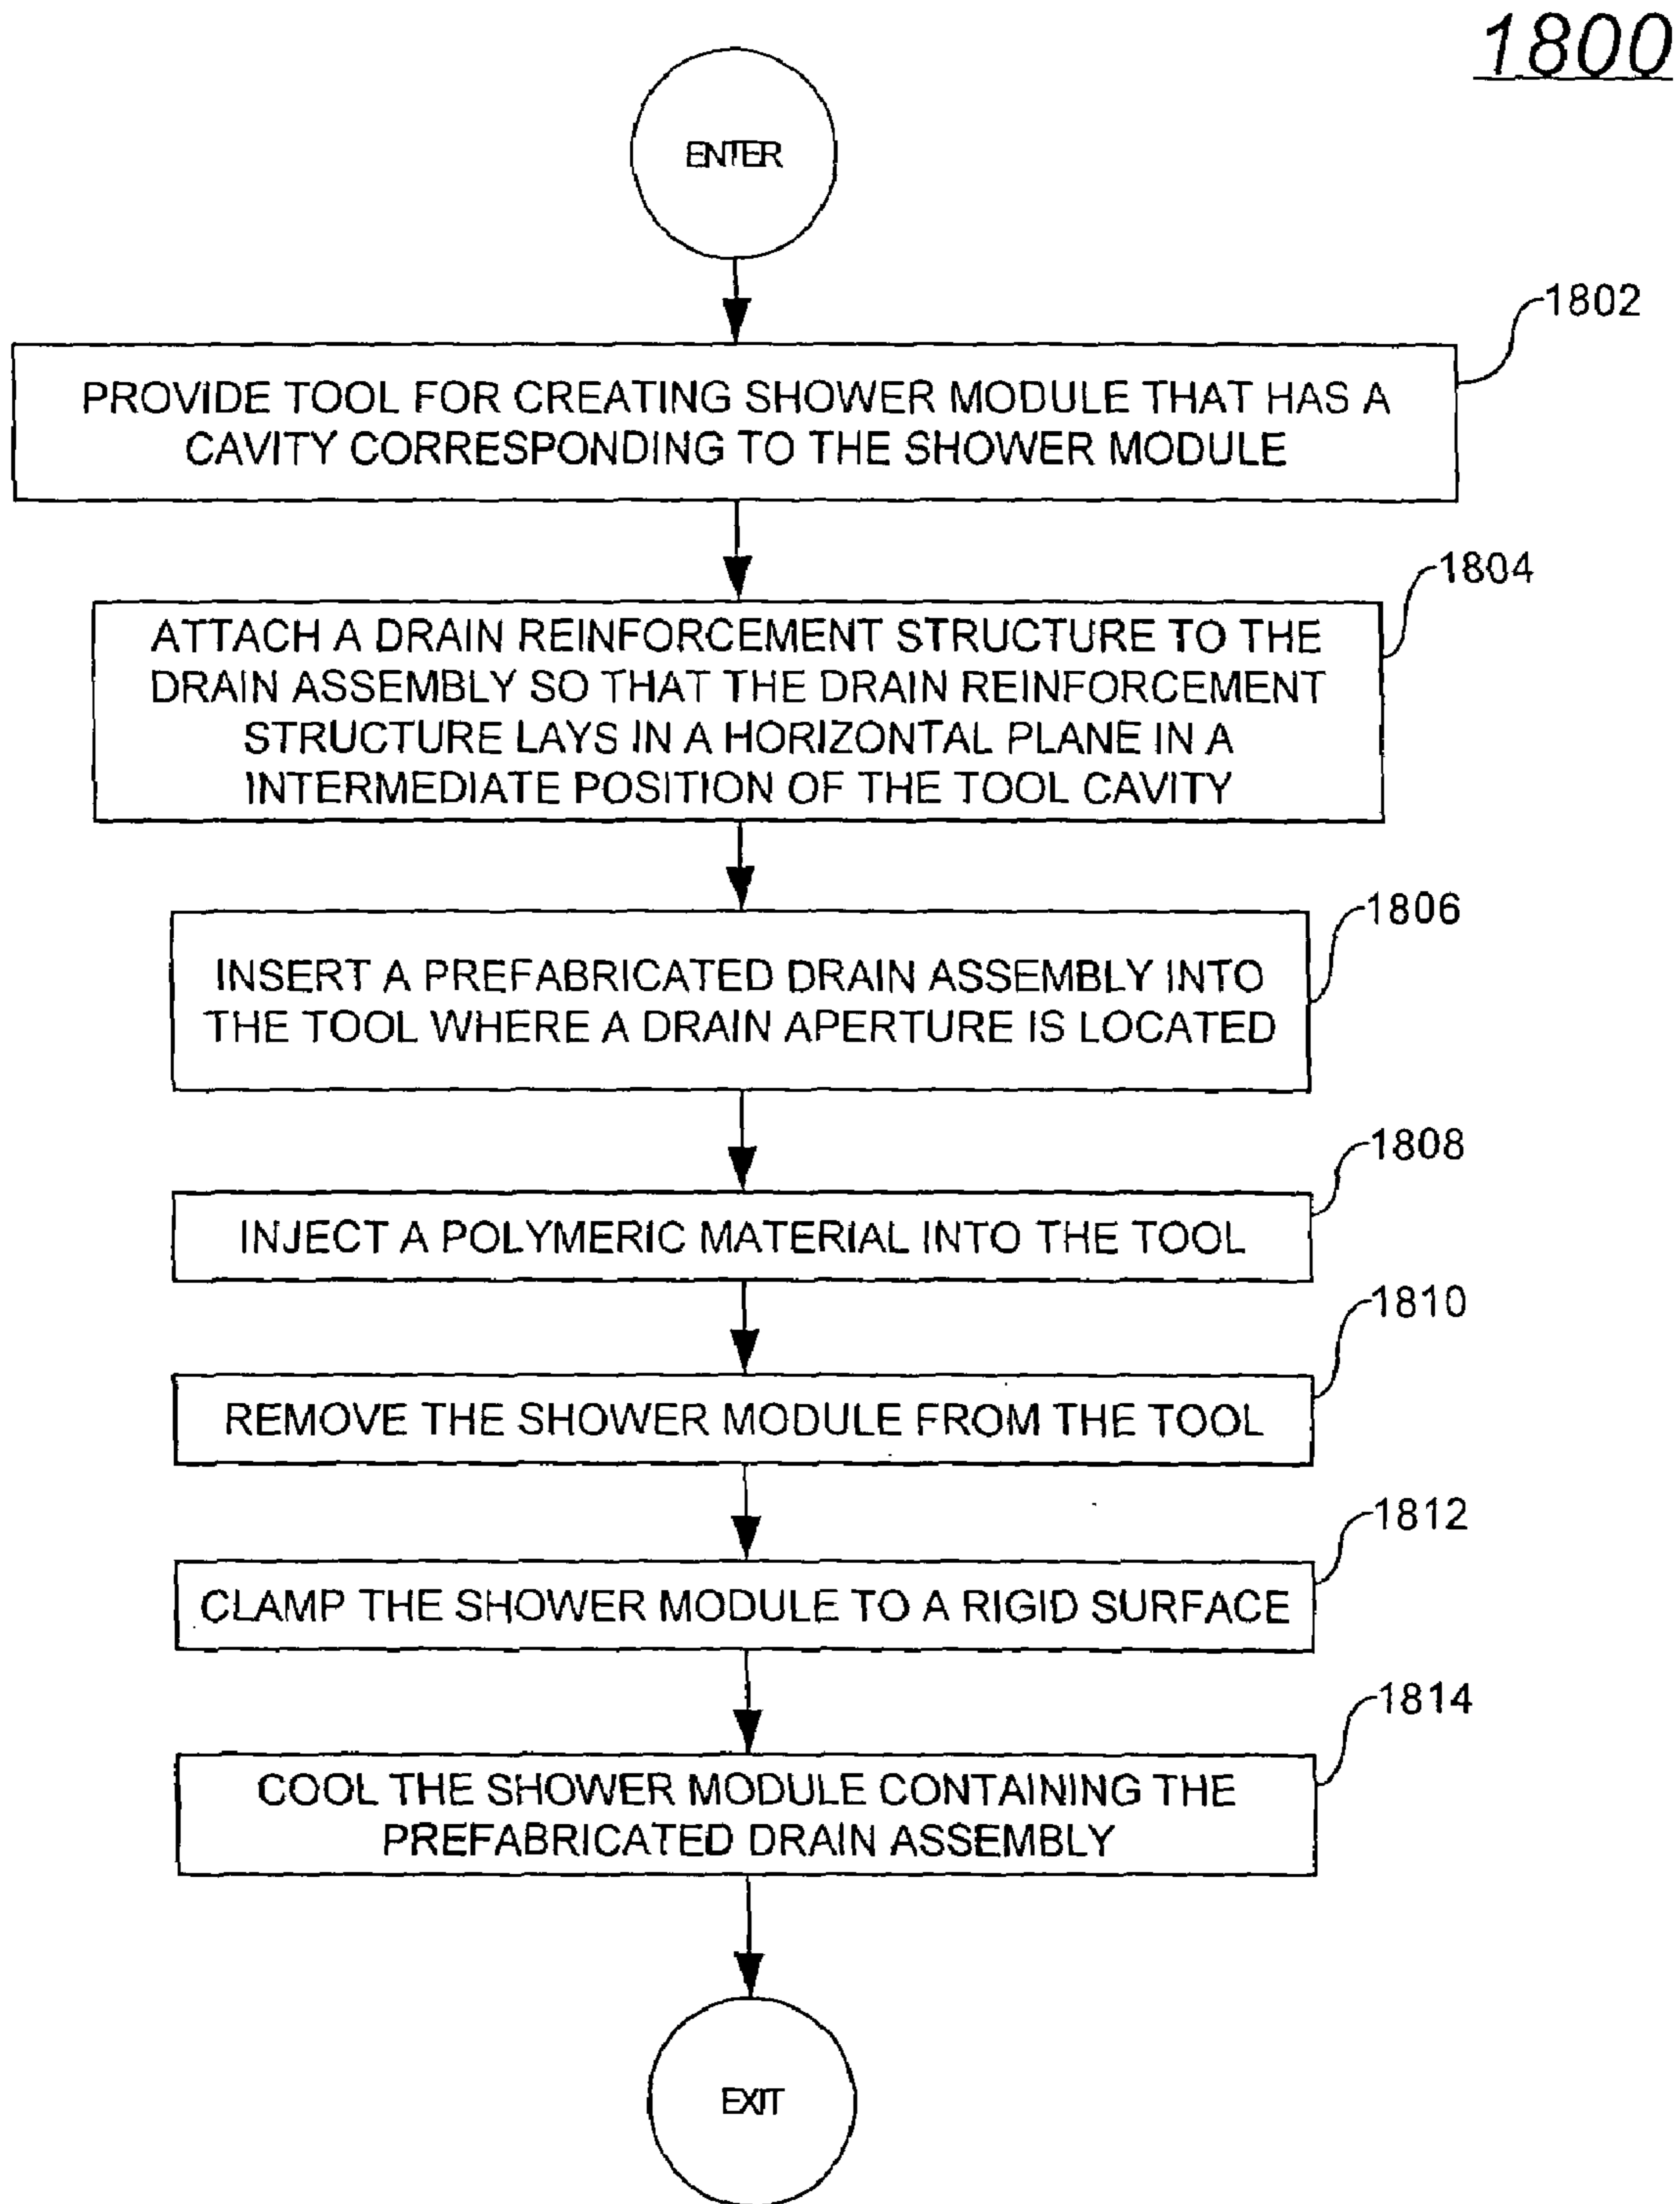 1800
ENTER
1802
PROVIDE TOOL FOR CREATING SHOWER MODULE THAT HAS A
CAVITY CORRESPONDING TO THE SHOWER MODULE
1804
ATTACH A DRAIN REINFORCEMENT STRUCTURE TO THE
DRAIN ASSEMBLY SO THAT THE DRAIN REINFORCEMENT
STRUCTURE LAYS IN A HORIZONTAL PLANE IN A
INTERMEDIATE POSITION OF THE TOOL CAVITY
1806
INSERT A PREFABRICATED DRAIN ASSEMBLY INTO
THE TOOL WHERE A DRAIN APERTURE IS LOCATED
1808
INJECT A POLYMERIC MATERIAL INTO THE TOOL
1810
REMOVE THE SHOWER MODULE FROM THE TOOL
1812
CLAMP THE SHOWER MODULE TO A RIGID SURFACE
1814
COOL THE SHOWER MODULE CONTAINING THE
PREFABRICATED DRAIN ASSEMBLY
EXIT